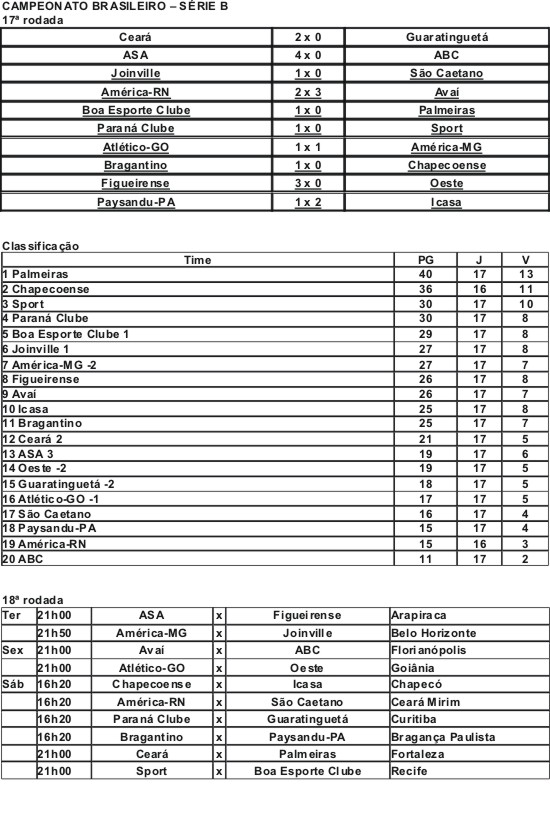 CAMPEONATO BRASILEIRO – SÉRIE B
17ª rodada
Ceará 2 x 0 Guaratinguetá
ASA 4 x 0 ABC
Joinville 1 x 0 São Caetano
América-RN 2 x 3 Avaí
Boa Esporte Clube 1 x 0 Palmeiras
Paraná Clube 1 x 0 Sport
Atlético-GO 1 x 1 América-MG
Bragantino 1 x 0 Chapecoense
Figueirense 3 x 0 Oeste
Paysandu-PA 1 x 2 Icasa
Classificação
Time PG J V
1 Palmeiras 40 17 13
2 Chapecoense 36 16 11
3 Sport 30 17 10
4 Paraná Clube 30 17 8
5 Boa Esporte Clube 1 29 17 8
6 Joinville 1 27 17 8
7 América-MG -2 27 17 7
8 Figueirense 26 17 8
9 Avaí 26 17 7
10 Icasa 25 17 8
11 Bragantino 25 17 7
12 Ceará 2 21 17 5
13 ASA 3 19 17 6
14 Oeste -2 19 17 5
15 Guaratinguetá -2 18 17 5
16 Atlético-GO -1 17 17 5
17 São Caetano 16 17 4
18 Paysandu-PA 15 17 4
19 América-RN 15 16 3
20 ABC 11 17 2
18ª rodada
Ter 21h00 ASA x Figueirense Arapiraca
21h50 América-MG x Joinville Belo Horizonte
Sex 21h00 Avaí x ABC Florianópolis
21h00 Atlético-GO x Oeste Goiânia
Sáb 16h20 Chapecoense x Icasa Chapecó
16h20 América-RN x São Caetano Ceará Mirim
16h20 Paraná Clube x Guaratinguetá Curitiba
16h20 Bragantino x Paysandu-PA Bragança Paulista
21h00 Ceará x Palmeiras Fortaleza
21h00 Sport x Boa Esporte Clube Recife